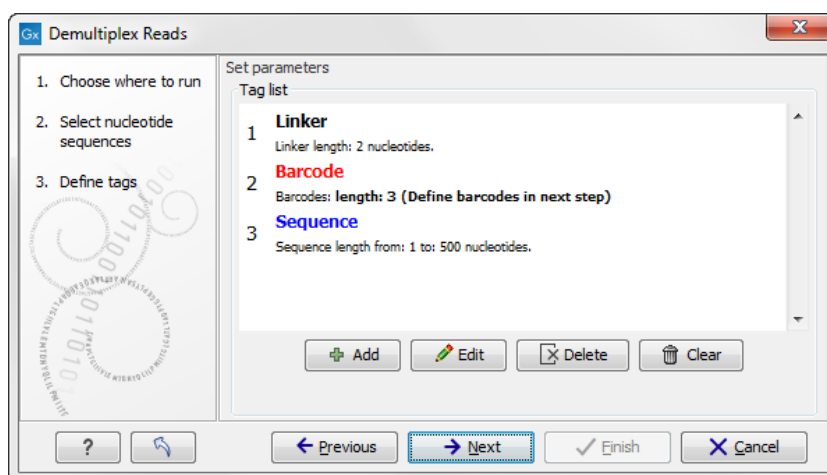 Gx Demultiplex Reads
1. Choose where to run
2. Select nucleotide
sequences
3. Define tags
Set parameters
Tag list
1 Linker
Linker length: 2 nucleotides.
2 Barcode
Barcodes: length: 3 (Define barcodes in next step)
3 Sequence
Sequence length from: 1 to: 500 nucleotides.
Add Edit Delete Clear
? Previous Next Finish Cancel